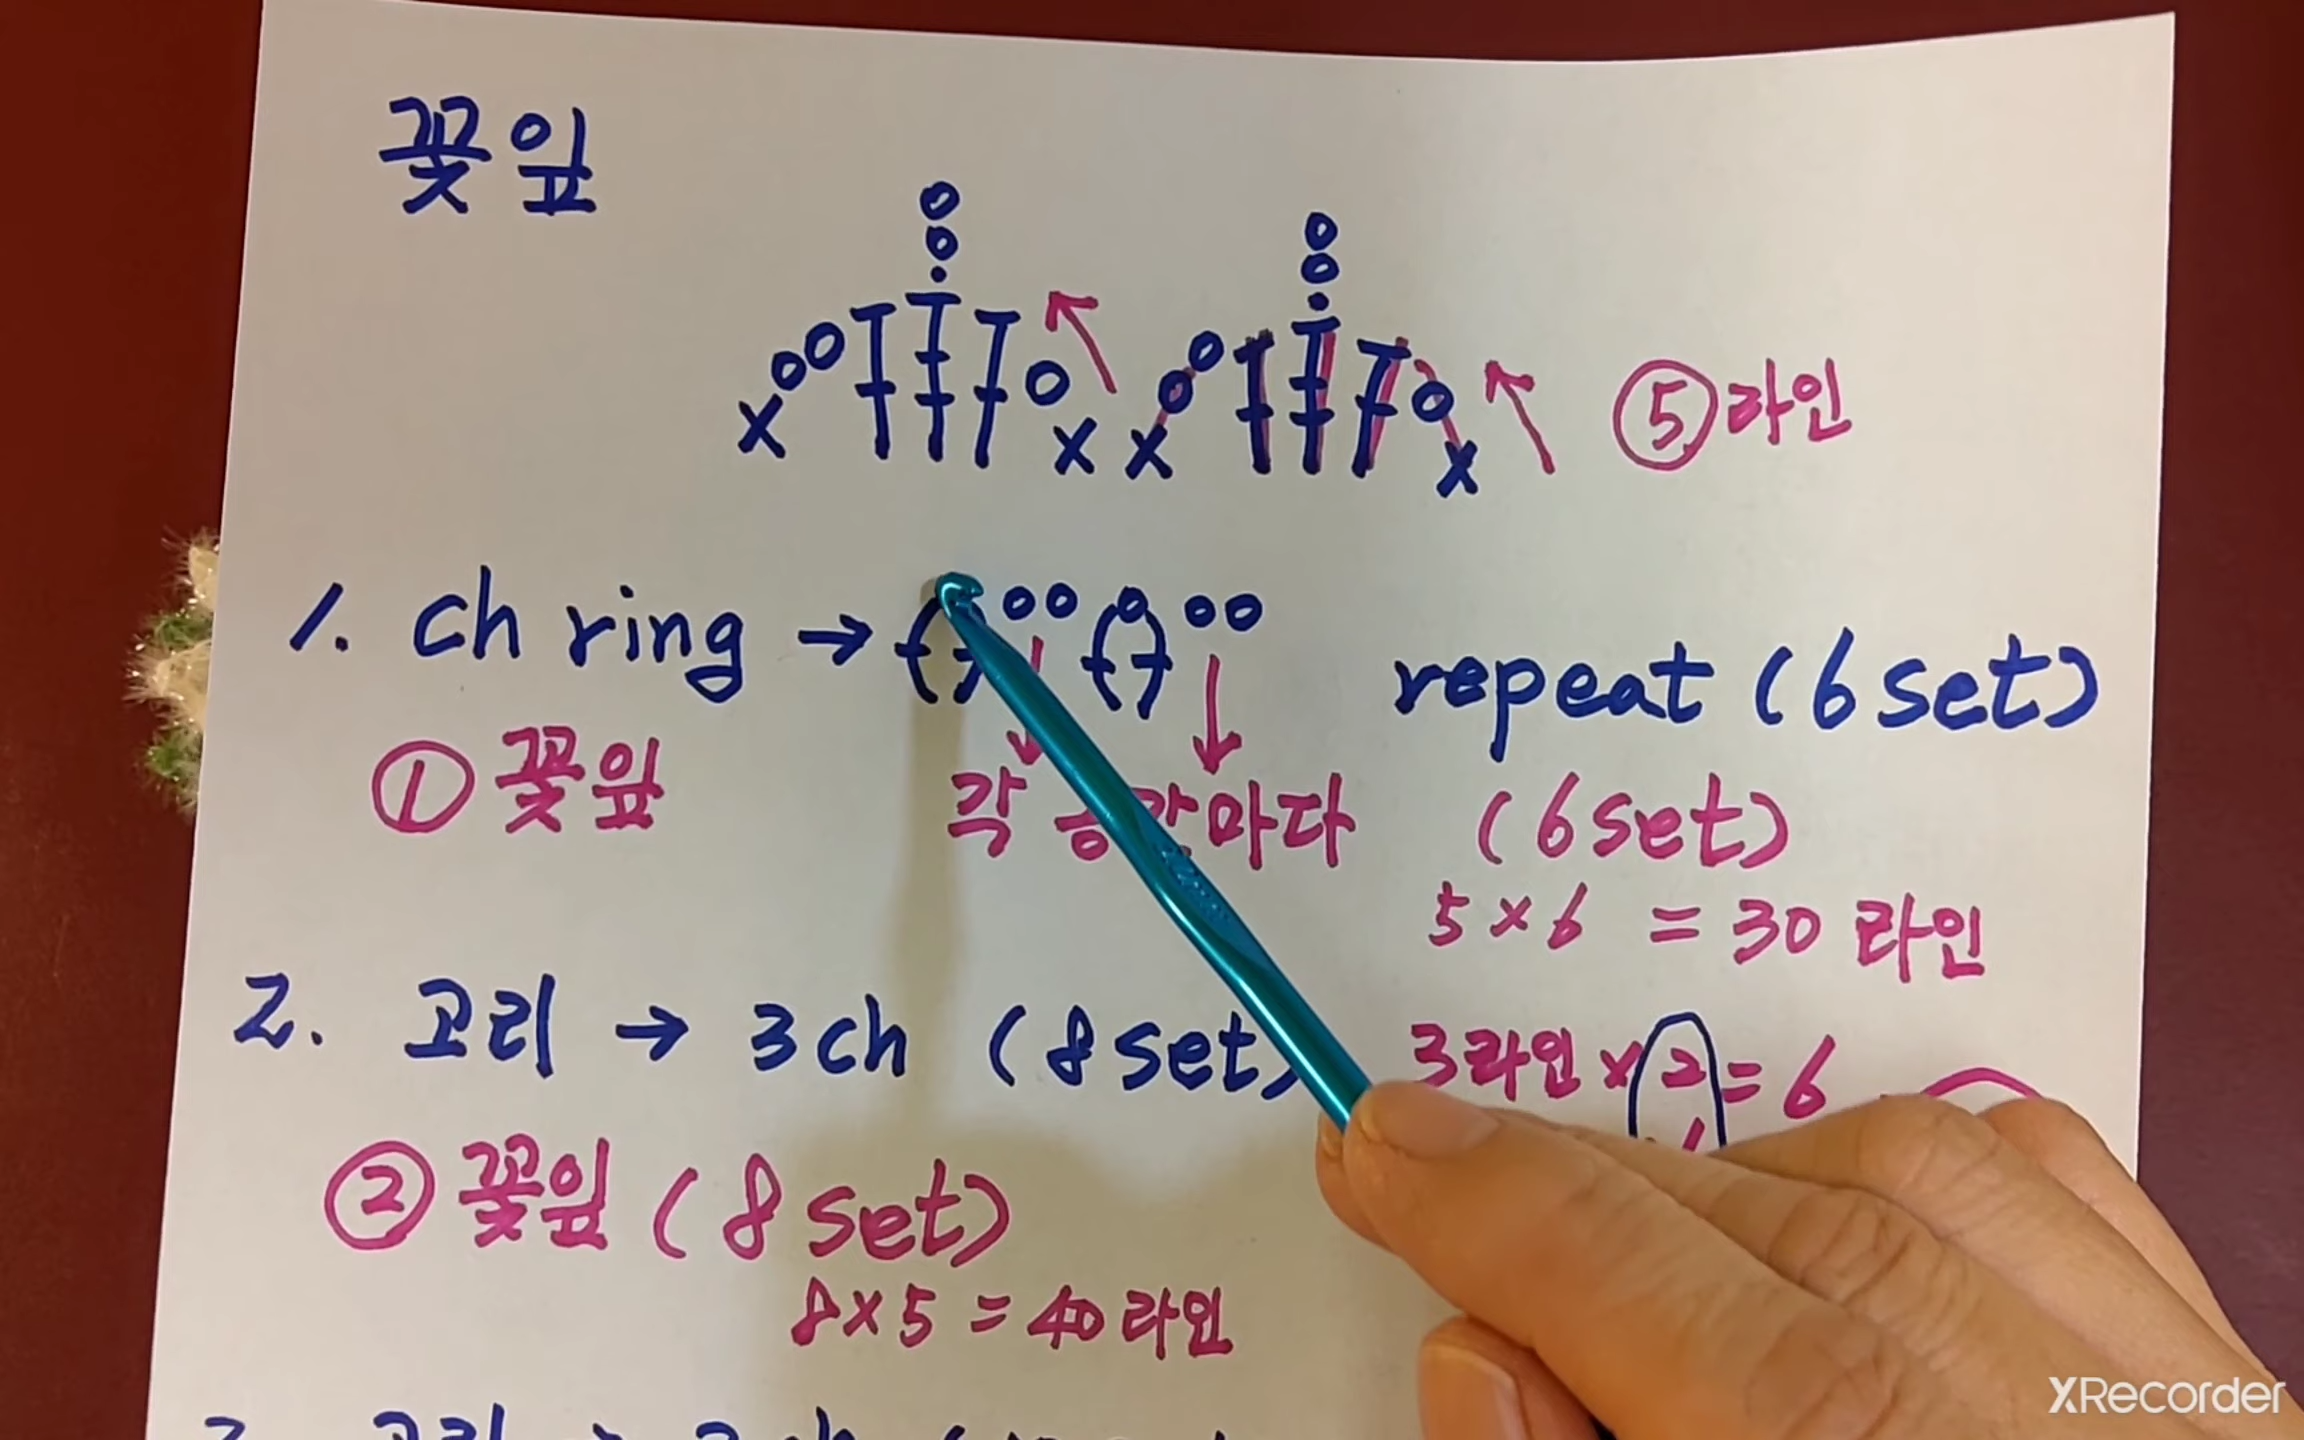 꽃잎
⑤라인
1. ch ring → repeat (6set)
① 꽃잎 각 마다 (6set)
5 × 6 = 30 라인
2. 고리 → 3ch (8set)
3라인 × 2 = 6
② 꽃잎 (8set)
8 × 5 = 40 라인
XRecorder